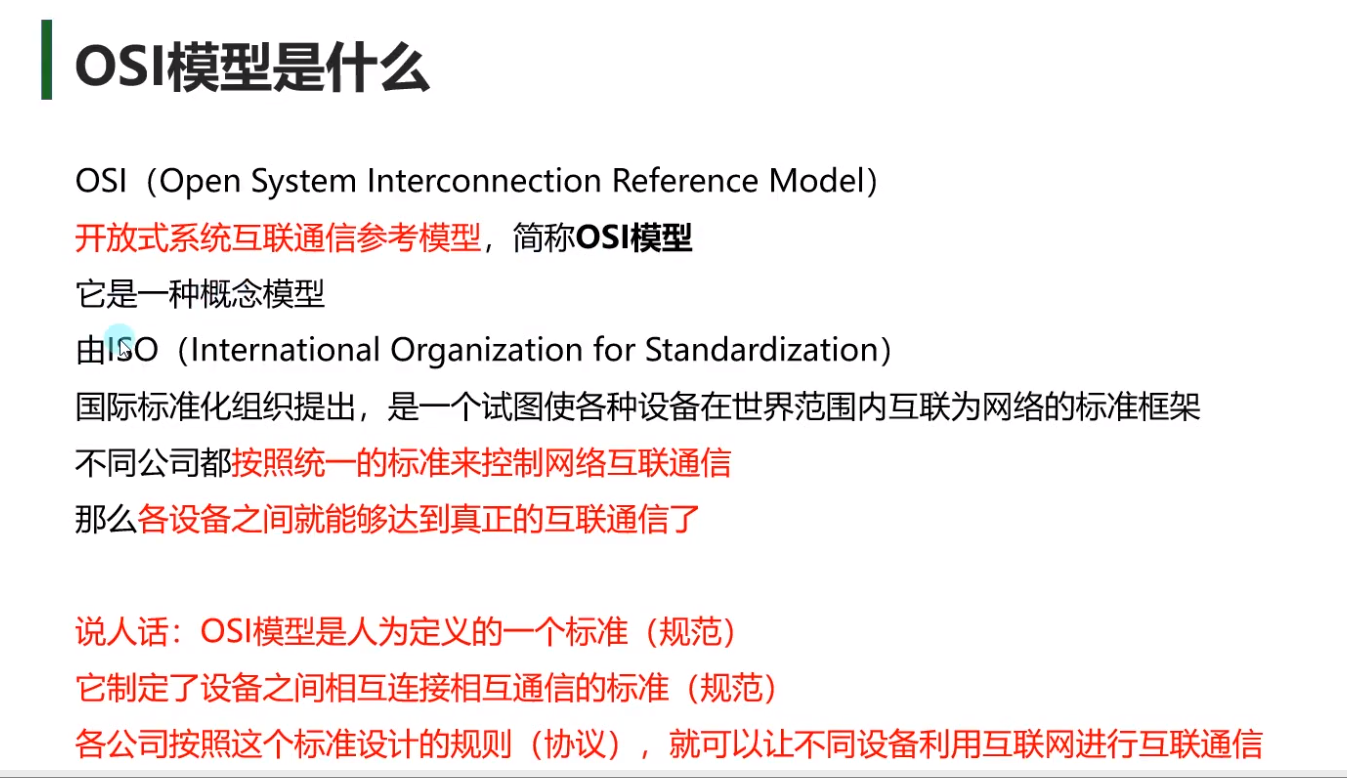 OSI模型是什么
OSI（Open System Interconnection Reference Model）
开放式系统互联通信参考模型，简称OSI模型
它是一种概念模型
由ISO（International Organization for Standardization）
国际标准化组织提出，是一个试图使各种设备在世界范围内互联为网络的标准框架
不同公司都按照统一的标准来控制网络互联通信
那么各设备之间就能够达到真正的互联通信了
说人话：OSI模型是人为定义的一个标准（规范）
它制定了设备之间相互连接相互通信的标准（规范）
各公司按照这个标准设计的规则（协议），就可以让不同设备利用互联网进行互联通信